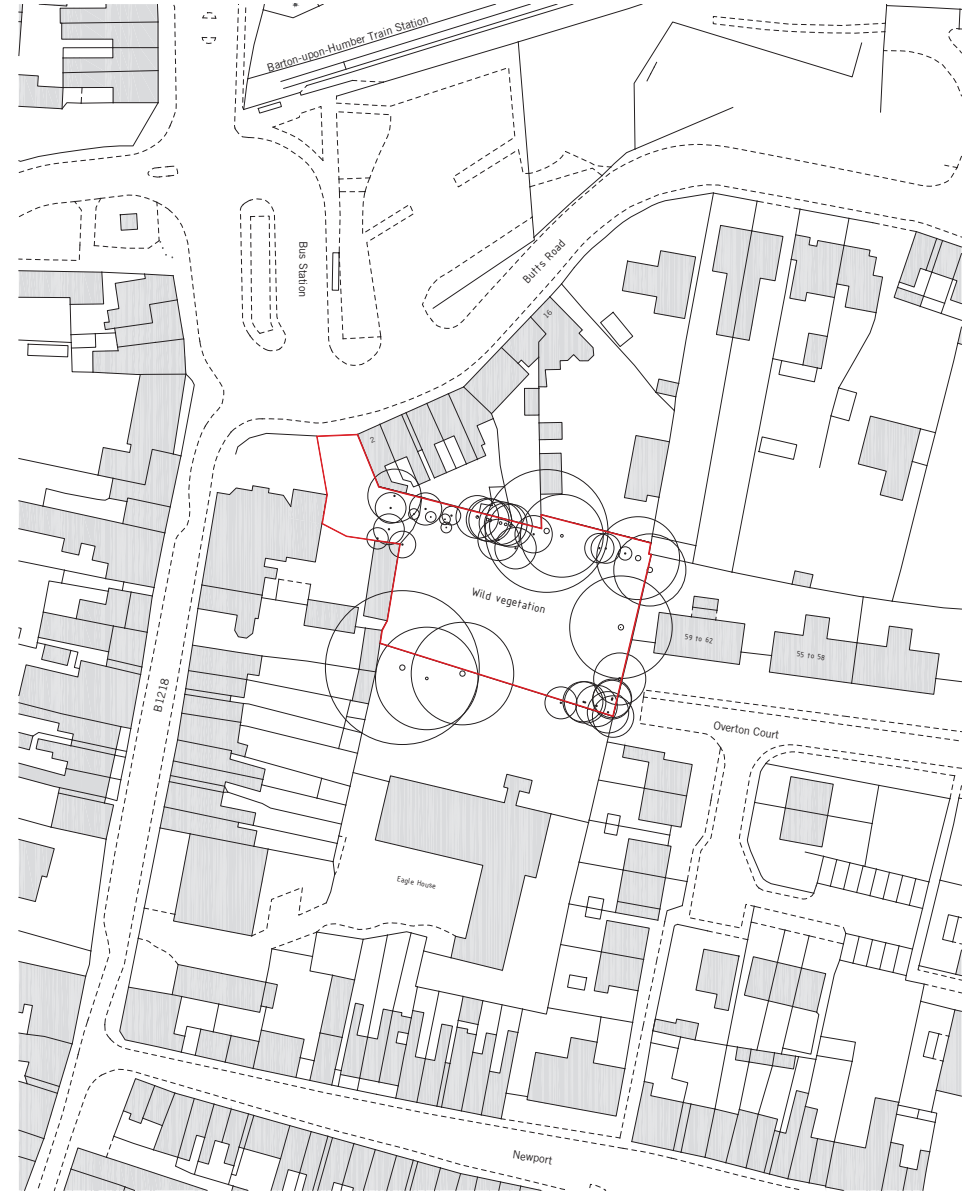 Barton-upon-Humber Train Station
Bus Station
Butts Road
16
2
Wild vegetation
59 to 62
55 to 58
B1218
Overton Court
Eagle House
Newport